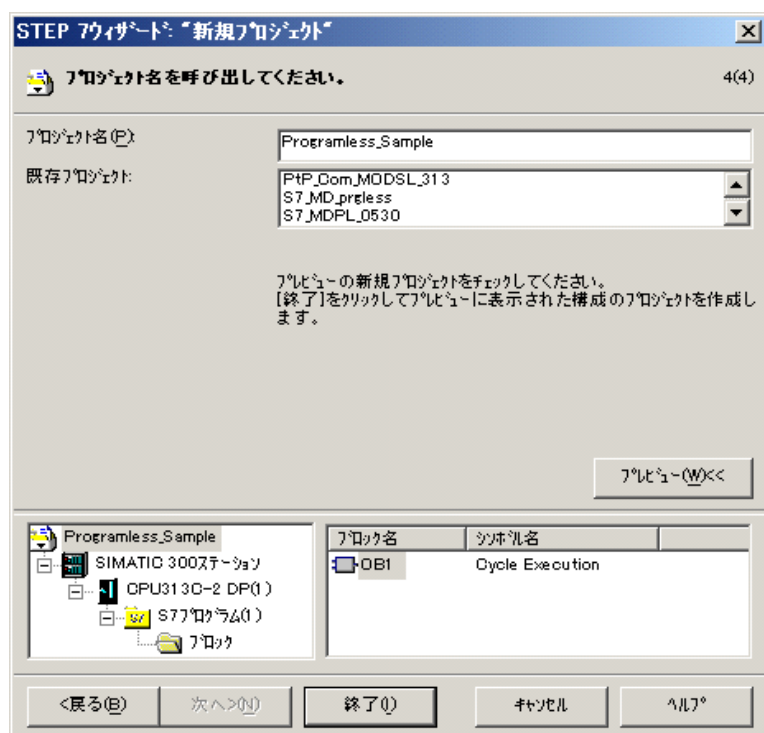 STEP 7ウィザード: "新規プロジェクト"
プロジェクト名を呼び出してください。
4(4)
プロジェクト名(P):
Programless_Sample
既存プロジェクト:
PtP_Com_MODSL_313
S7_MD_prgless
S7_MDPL_0530
プレビューの新規プロジェクトをチェックしてください。
[終了]をクリックしてプレビューに表示された構成のプロジェクトを作成し
ます。
プレビュー(W)<<
Programless_Sample
SIMATIC 300ステーション
CPU313C-2 DP(1)
S7プログラム(1)
ブロック
ブロック名 シンボル名
OB1 Cycle Execution
<戻る(B) 次へ>(N) 終了(I) キャンセル ヘルプ